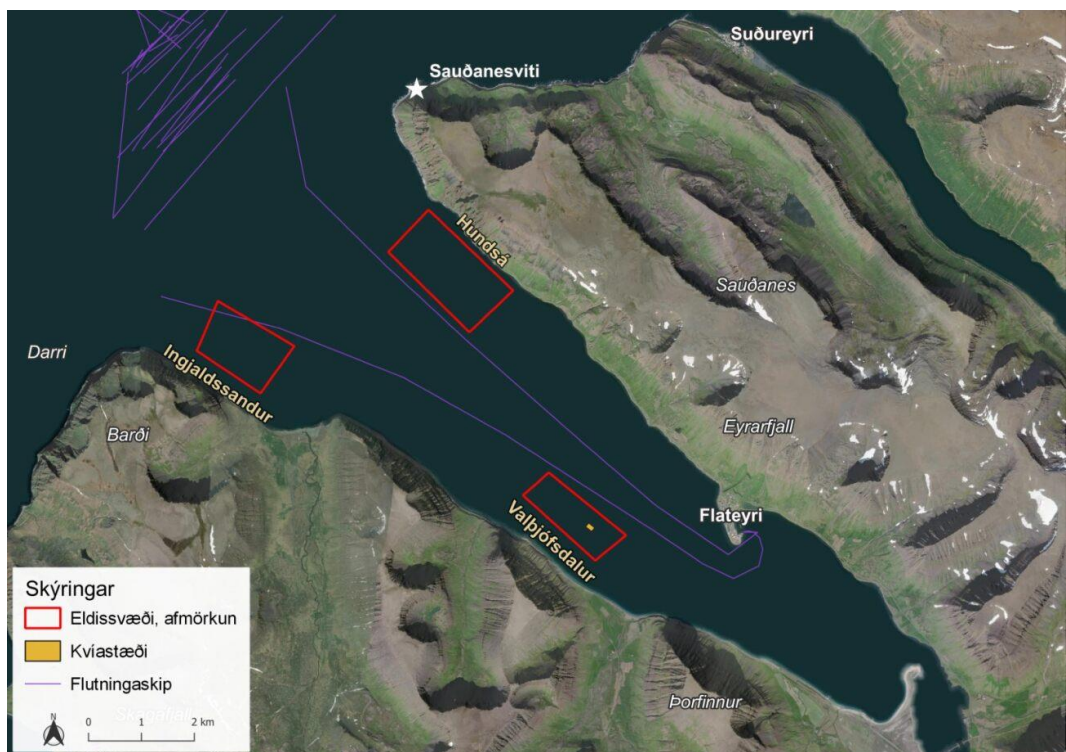 Suðureyri
Sauðanesviti
Hundsá
Sauðanes
Darri
Ingjaldssandur
Barði
Eyrarfjall
Flateyri
Valþjófsdalur
Þorfinnur
Skýringar
Eldissvæði, afmörkun
Kvíastæði
Flutningaskip
N
0 1 2 km